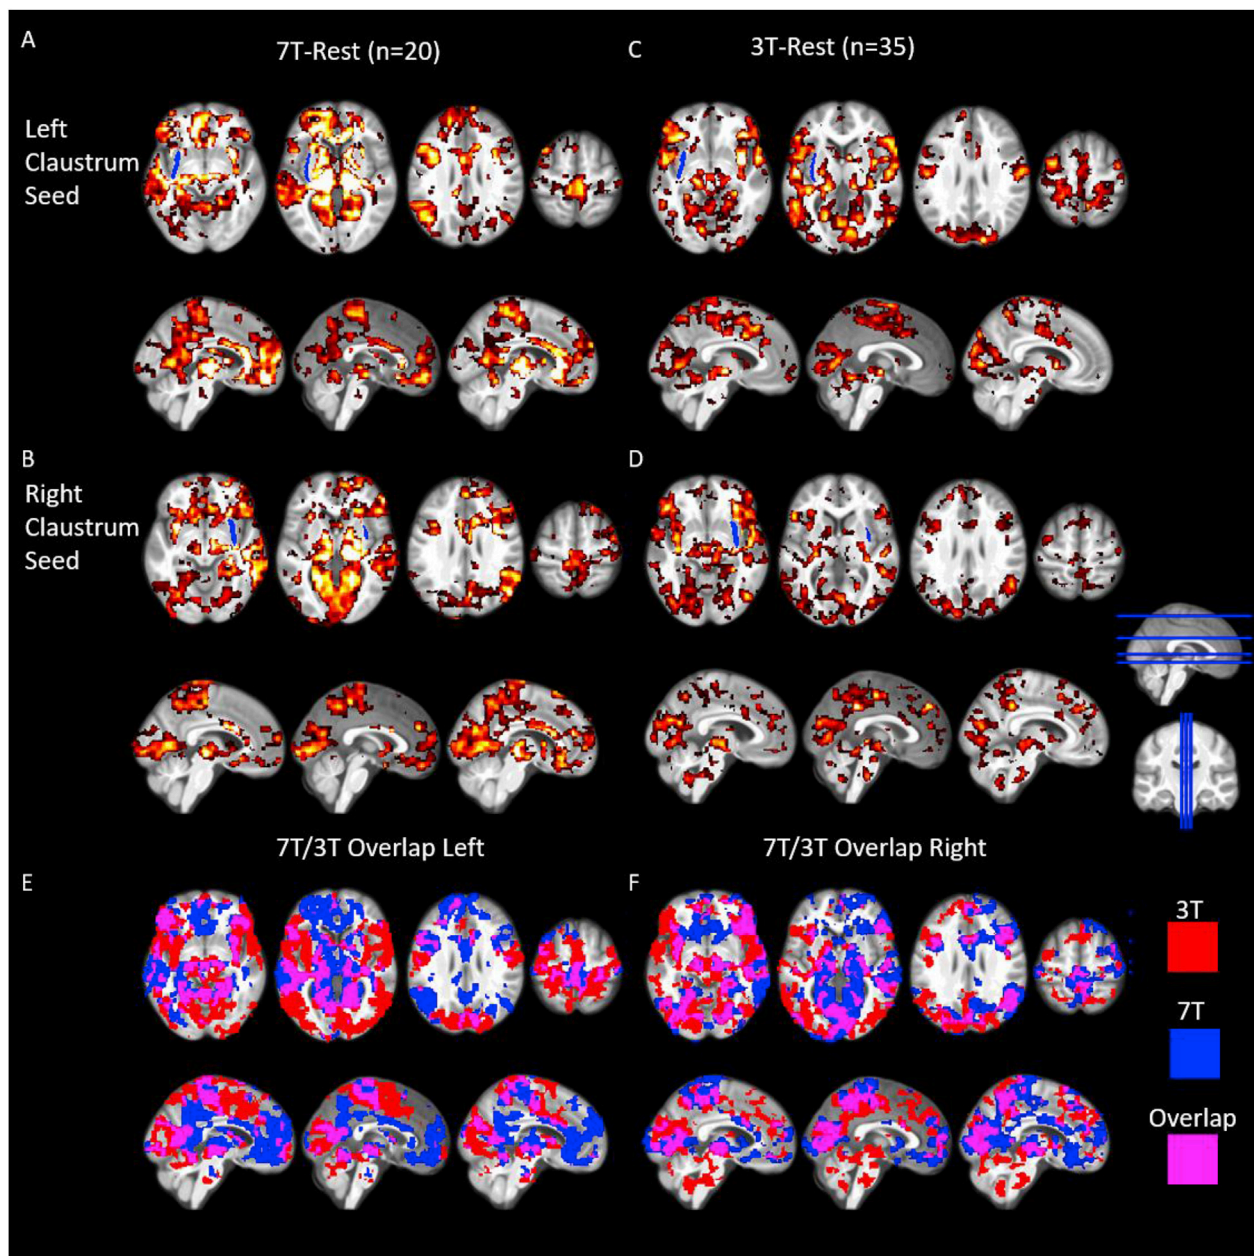 A
7T-Rest (n=20)
C
3T-Rest (n=35)
Left
Claustrum
Seed
B
D
Right
Claustrum
Seed
7T/3T Overlap Left
7T/3T Overlap Right
E
F
3T
7T
Overlap